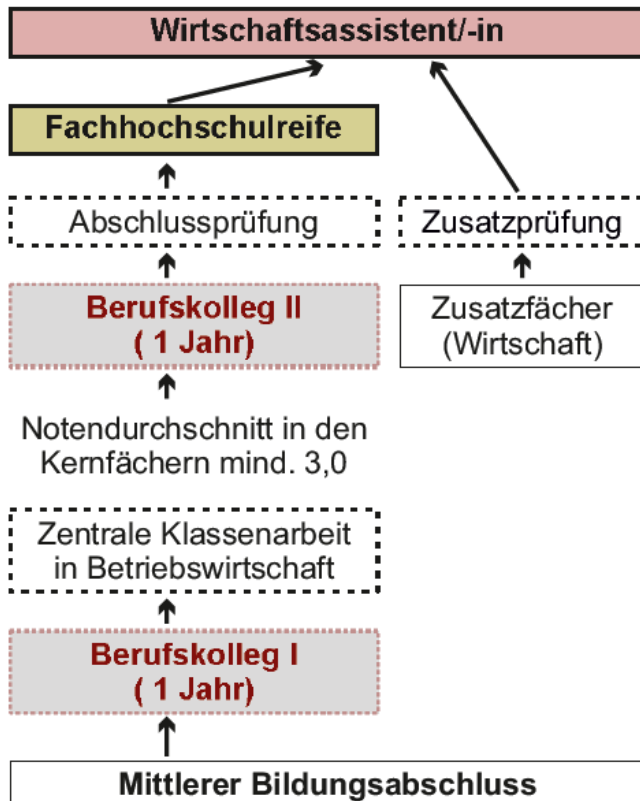 Wirtschaftsassistent/-in
Fachhochschulreife
Abschlussprüfung
Zusatzprüfung
Berufskolleg II
( 1 Jahr)
Zusatzfächer
(Wirtschaft)
Notendurchschnitt in den
Kernfächern mind. 3,0
Zentrale Klassenarbeit
in Betriebswirtschaft
Berufskolleg I
( 1 Jahr)
Mittlerer Bildungsabschluss